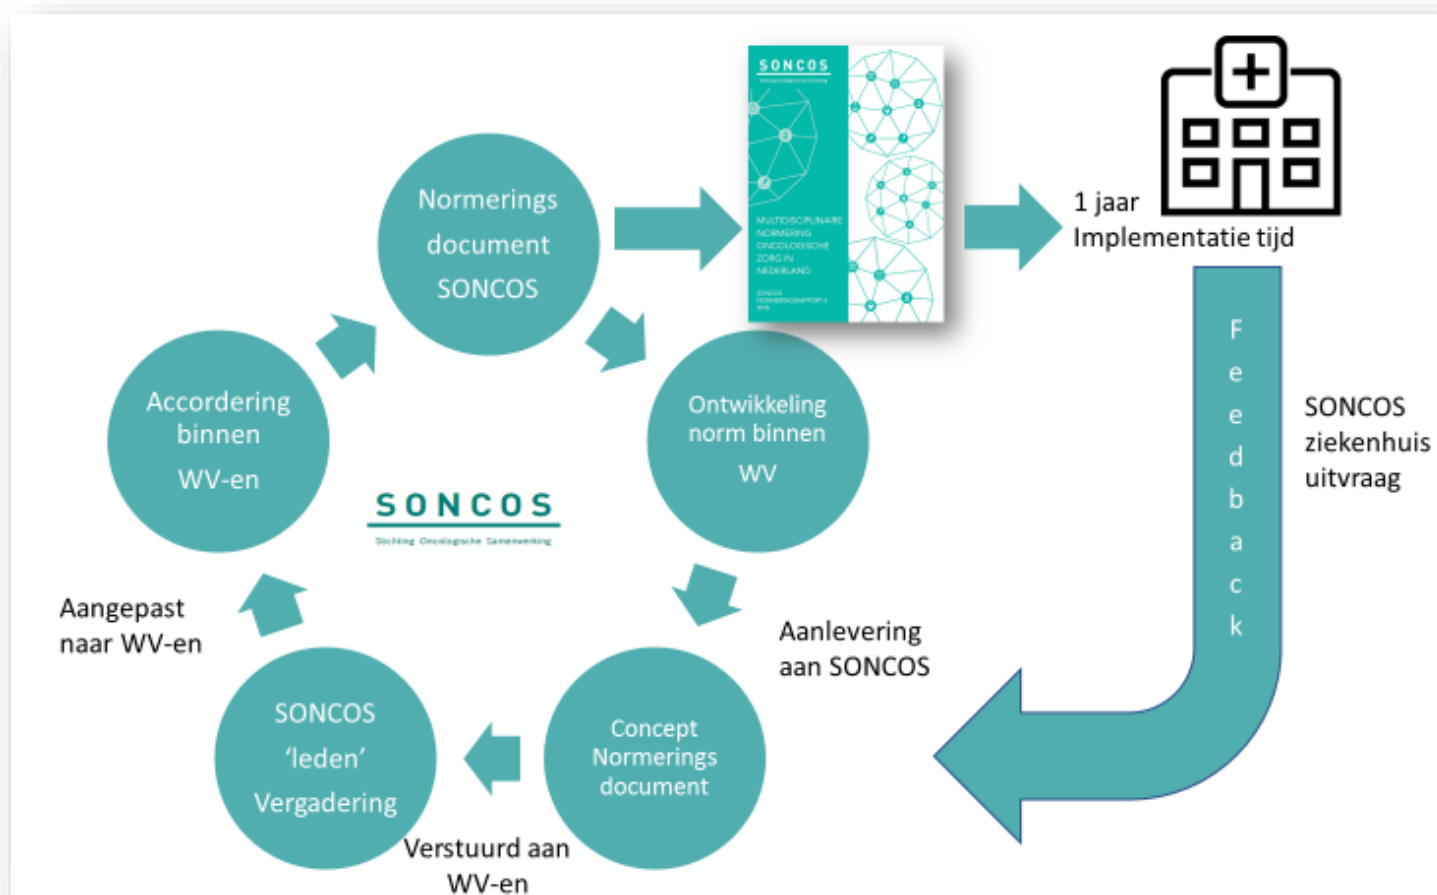 SONCOS
MULTIDISCIPLINAIRE
NORMERING
ONCOLOGISCHE
ZORG IN
NEDERLAND
SONCOS
NORMERINGSRAPPORT
1 jaar
Implementatie tijd
Normerings
document
SONCOS
Ontwikkeling
norm binnen
WV
Aanlevering
aan SONCOS
Concept
Normerings
document
Verstuurd aan
WV-en
SONCOS
‘leden’
Vergadering
Aangepast
naar WV-en
Accordering
binnen
WV-en
SONCOS
Stichting Oncologische Samenwerking
F
e
e
d
b
a
c
k
SONCOS
ziekenhuis
uitvraag